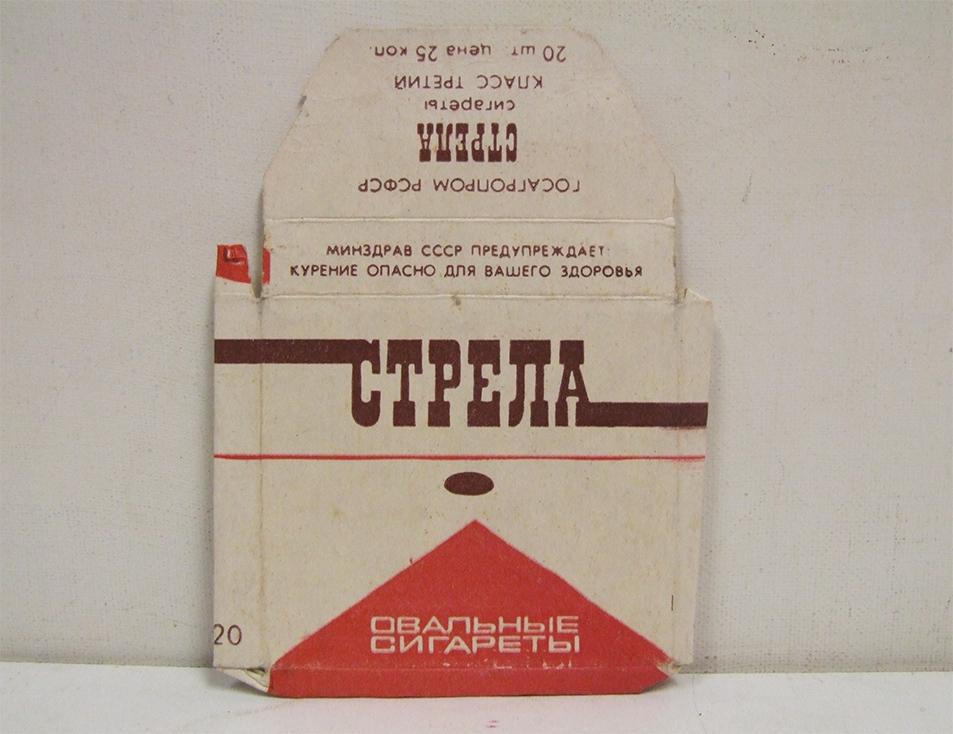 20 шт. цена 25 коп.
КЛАСС ТРЕТИЙ
сигареты
СТРЕЛА
ГОСАГРОПРОМ РСФСР
МИНЗДРАВ СССР ПРЕДУПРЕЖДАЕТ:
КУРЕНИЕ ОПАСНО ДЛЯ ВАШЕГО ЗДОРОВЬЯ
СТРЕЛА
20
ОВАЛЬНЫЕ
СИГАРЕТЫ